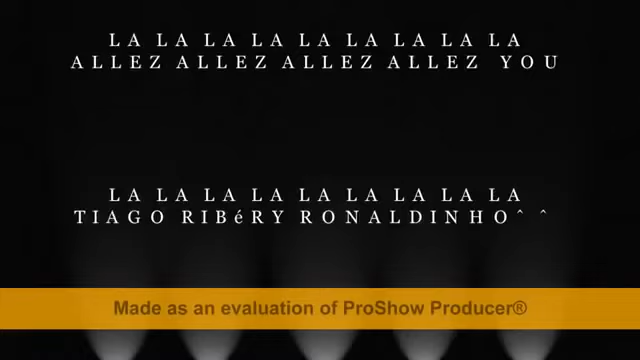 LA LA LA LA LA LA LA LA LA
ALLEZ ALLEZ ALLEZ ALLEZ YOU
LA LA LA LA LA LA LA LA LA
TIAGO RIBéRY RONALDINHO^ ^
Made as an evaluation of ProShow Producer®